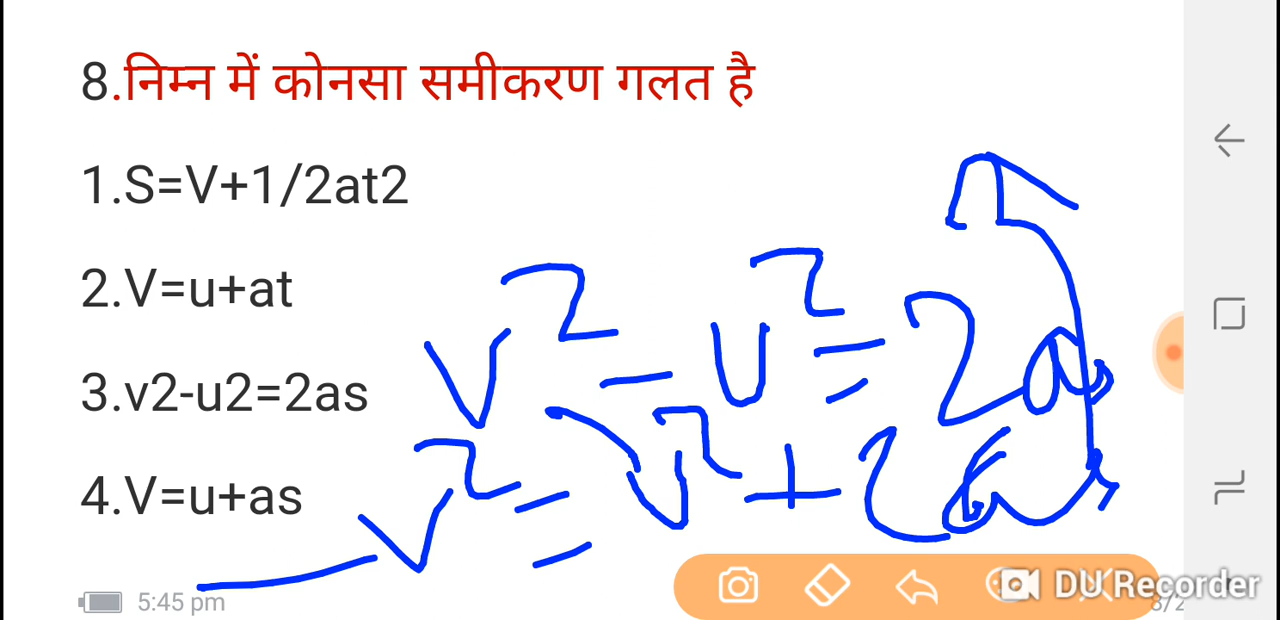 8.निम्न में कोनसा समीकरण गलत है
1.S=V+1/2at2
2.V=u+at
3.v2-u2=2as
4.V=u+as
v²-u²=2as
v²=u²+2as
5:45 pm
DU Recorder